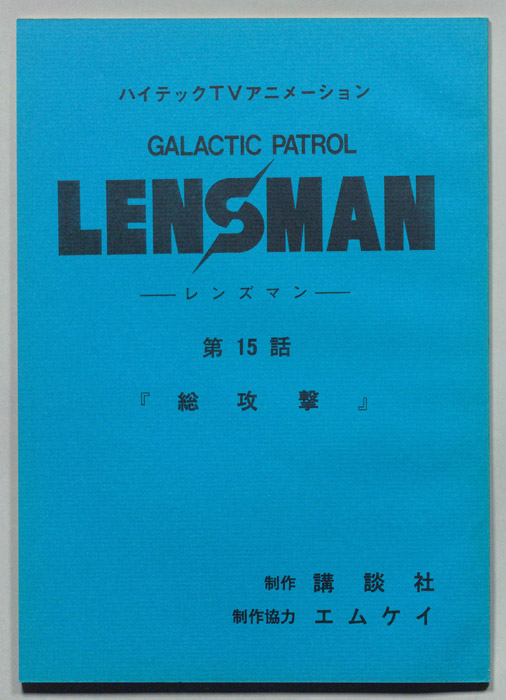 ハイテックTVアニメーション
GALACTIC PATROL
LENSMAN
—レンズマン—
第15話
『総攻撃』
制作 講談社
制作協力 エムケイ